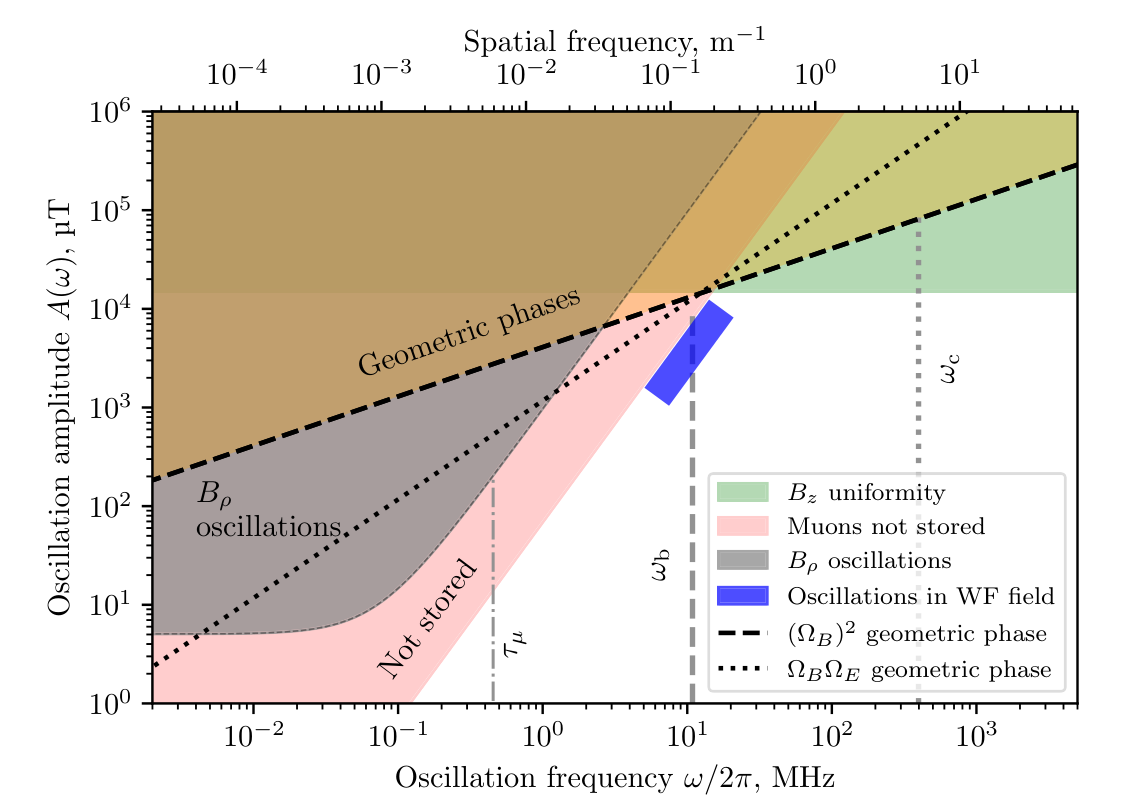 Spatial frequency, m⁻¹
10⁻⁴ 10⁻³ 10⁻² 10⁻¹ 10⁰ 10¹
10⁶
10⁵
10⁴
10³
10²
10¹
10⁰
Oscillation amplitude A(ω), µT
Geometric phases
B_ρ
oscillations
Not stored
τ_μ
ω_b
ω_c
B_z uniformity
Muons not stored
B_ρ oscillations
Oscillations in WF field
(Ω_B)² geometric phase
Ω_BΩ_E geometric phase
10⁻² 10⁻¹ 10⁰ 10¹ 10² 10³
Oscillation frequency ω/2π, MHz